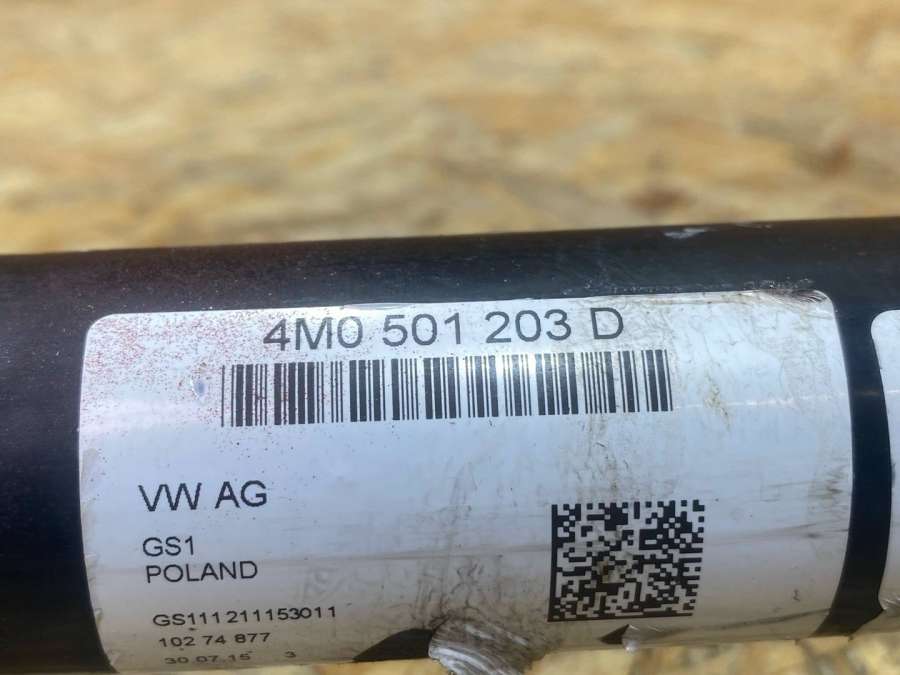 4M0 501 203 D
VW AG
GS1
POLAND
GS111211153011
102 74 877
30.07.15 3